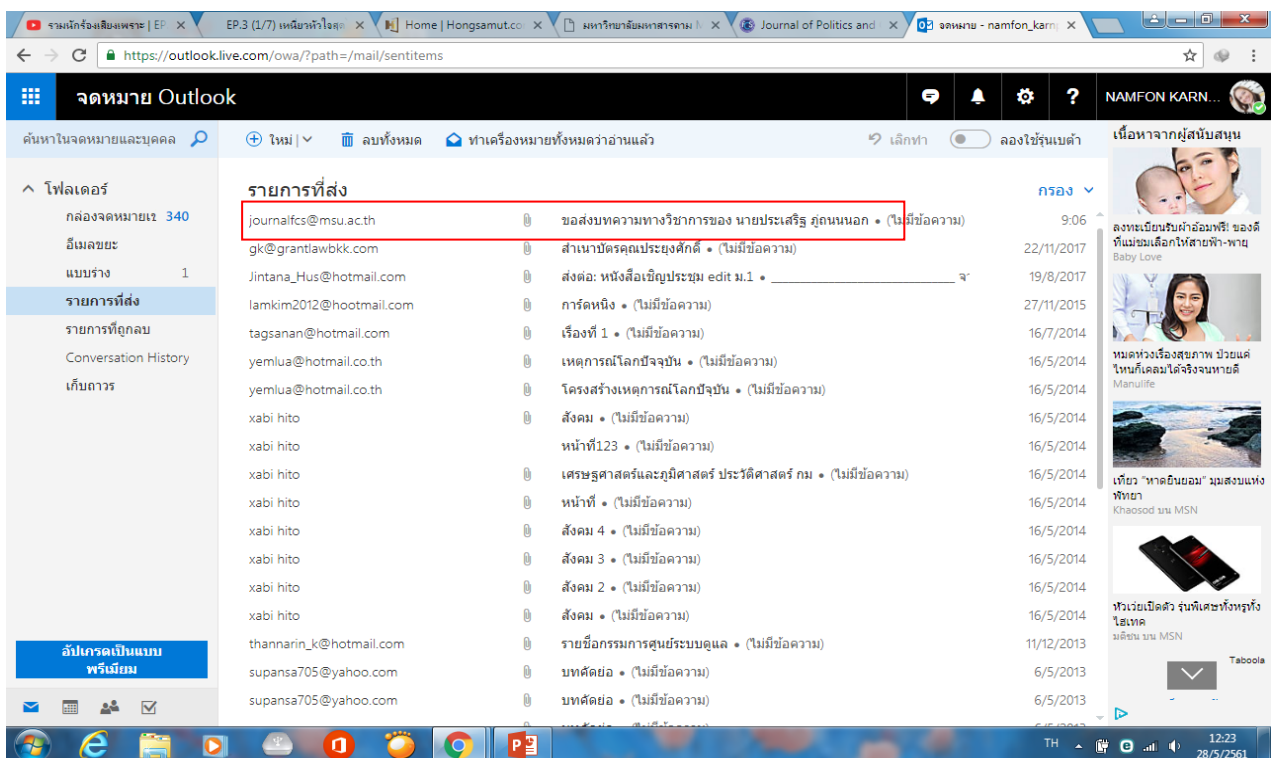 รวมนักร้องเสียงเพราะ | EP
EP.3 (1/7) เหนียวหัวใจสุด
Home | Hongsamut.co
มหาวิทยาลัยมหาสารคาม
Journal of Politics and
จดหมาย - namfon_karn
https://outlook.live.com/owa/?path=/mail/sentitems
จดหมาย Outlook
NAMFON KARN...
ค้นหาในจดหมายและบุคคล
ใหม่
ลบทั้งหมด
ทำเครื่องหมายทั้งหมดว่าอ่านแล้ว
เลิกทำ
ลองใช้รุ่นเบต้า
โฟลเดอร์
กล่องจดหมายเข 340
อีเมลขยะ
แบบร่าง 1
รายการที่ส่ง
รายการที่ถูกลบ
Conversation History
เก็บถาวร
อัปเกรดเป็นแบบ
พรีเมียม
รายการที่ส่ง
กรอง
journalfcs@msu.ac.th ขอส่งบทความทางวิชาการของ นายประเสริฐ ภู่ถนนนอก • (ไม่มีข้อความ) 9:06
gk@grantlawbkk.com สำเนาบัตรคุณประยงศักดิ์ • (ไม่มีข้อความ) 22/11/2017
Jintana_Hus@hotmail.com ส่งต่อ: หนังสือเชิญประชุม edit ม.1 • 19/8/2017
lamkim2012@hootmail.com การ์ดหนิง • (ไม่มีข้อความ) 27/11/2015
tagsanan@hotmail.com เรื่องที่ 1 • (ไม่มีข้อความ) 16/7/2014
yemlua@hotmail.co.th เหตุการณ์โลกปัจจุบัน • (ไม่มีข้อความ) 16/5/2014
yemlua@hotmail.co.th โครงสร้างเหตุการณ์โลกปัจุบัน • (ไม่มีข้อความ) 16/5/2014
xabi hito สังคม • (ไม่มีข้อความ) 16/5/2014
xabi hito หน้าที่123 • (ไม่มีข้อความ) 16/5/2014
xabi hito เศรษฐศาสตร์และภูมิศาสตร์ ประวัติศาสตร์ กม • (ไม่มีข้อความ) 16/5/2014
xabi hito หน้าที่ • (ไม่มีข้อความ) 16/5/2014
xabi hito สังคม 4 • (ไม่มีข้อความ) 16/5/2014
xabi hito สังคม 3 • (ไม่มีข้อความ) 16/5/2014
xabi hito สังคม 2 • (ไม่มีข้อความ) 16/5/2014
xabi hito สังคม • (ไม่มีข้อความ) 16/5/2014
thannarin_k@hotmail.com รายชื่อกรรมการศูนย์ระบบดูแล • (ไม่มีข้อความ) 11/12/2013
supansa705@yahoo.com บทคัดย่อ • (ไม่มีข้อความ) 6/5/2013
supansa705@yahoo.com บทคัดย่อ • (ไม่มีข้อความ) 6/5/2013
เนื้อหาจากผู้สนับสนุน
ลงทะเบียนรับผ้าอ้อมฟรี! ของดี
ที่แม่ชมเลือกให้สายฟ้า-พายุ
Baby Love
หมดห่วงเรื่องสุขภาพ ป่วยแค่
ไหนก็เคลมได้จริงจนหายดี
Manulife
เที่ยว "หาดยินยอม" มุมสงบแห่ง
พัทยา
Khaosod บน MSN
หัวเว่ยเปิดตัว รุ่นพิเศษทั้งหรูทั้ง
ไฮเทค
มติชน บน MSN
Taboola
TH
12:23
28/5/2561